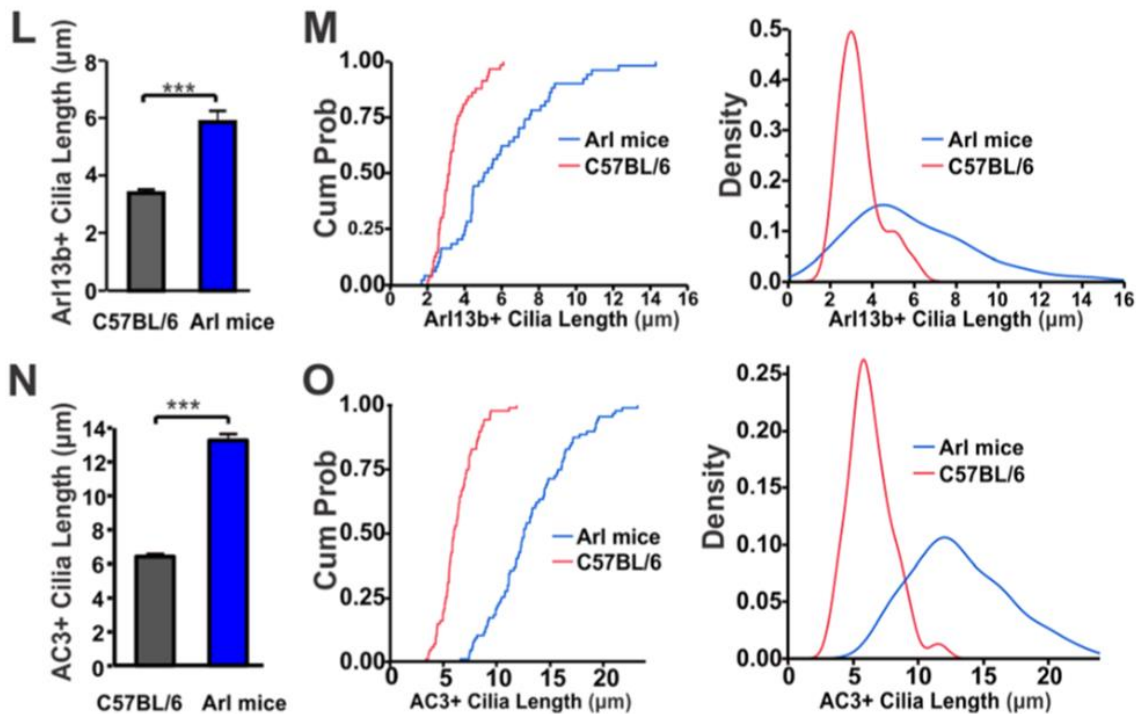 L
Arl13b+ Cilia Length (µm)
8
6
4
2
0
***
C57BL/6 Arl mice
M
Cum Prob
1.00
0.75
0.50
0.25
0.00
Arl mice
C57BL/6
0 2 4 6 8 10 12 14 16
Arl13b+ Cilia Length (µm)
Density
0.5
0.4
0.3
0.2
0.1
0.0
Arl mice
C57BL/6
0 2 4 6 8 10 12 14 16
Arl13b+ Cilia Length (µm)
N
AC3+ Cilia Length (µm)
14
12
10
8
6
4
2
0
***
C57BL/6 Arl mice
O
Cum Prob
1.00
0.75
0.50
0.25
0.00
Arl mice
C57BL/6
0 5 10 15 20
AC3+ Cilia Length (µm)
Density
0.25
0.20
0.15
0.10
0.05
0.00
Arl mice
C57BL/6
0 5 10 15 20
AC3+ Cilia Length (µm)